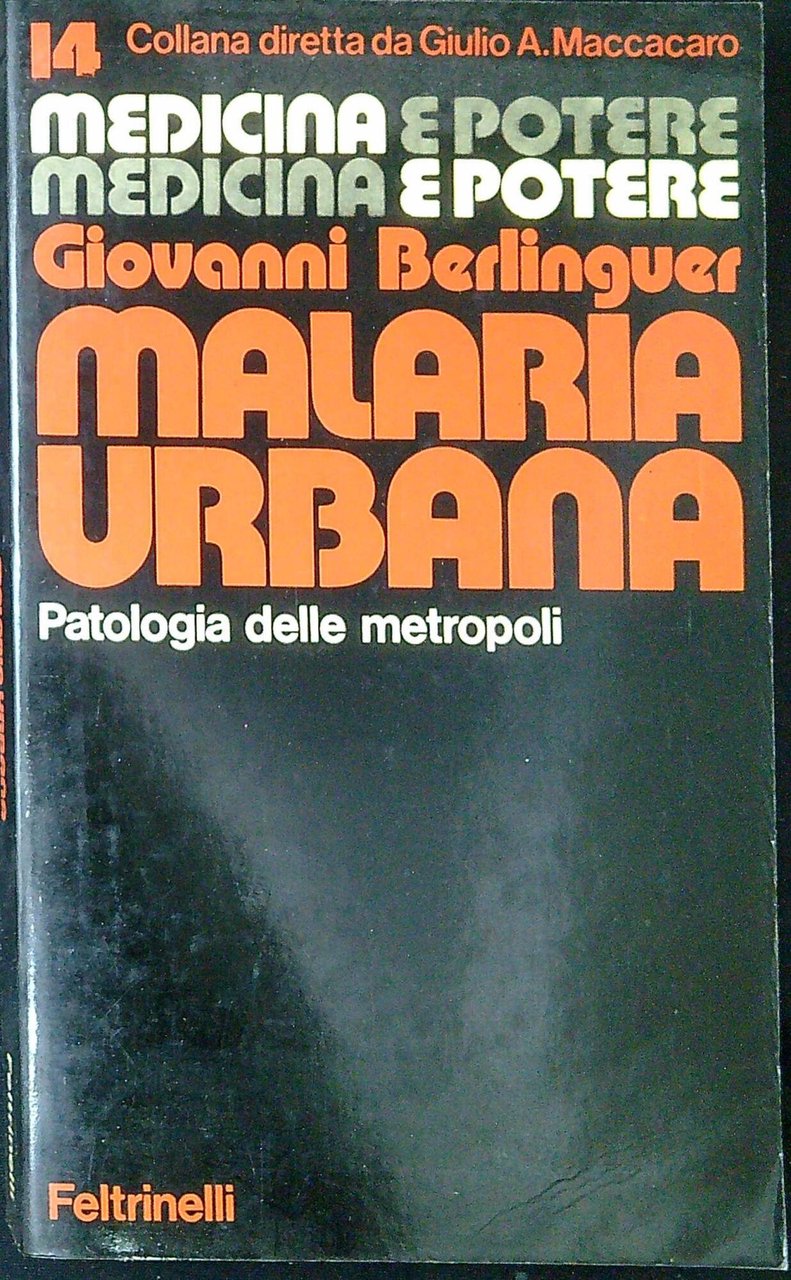 14 Collana diretta da Giulio A. Maccacaro
MEDICINA E POTERE
MEDICINA E POTERE
Giovanni Berlinguer
MALARIA
URBANA
Patologia delle metropoli
Feltrinelli